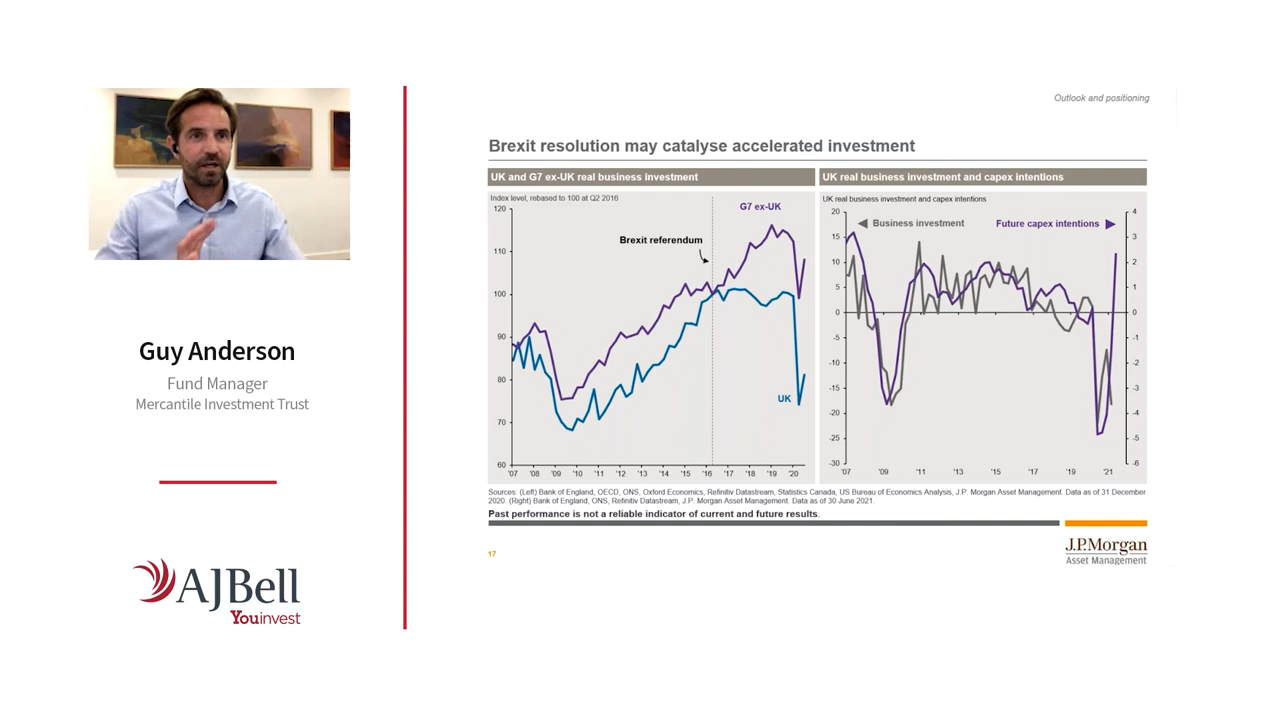 Guy Anderson
Fund Manager
Mercantile Investment Trust
AJBell
Youinvest
Outlook and positioning
Brexit resolution may catalyse accelerated investment
UK and G7 ex-UK real business investment
Index level, rebased to 100 at Q2 2016
120
110
100
90
80
70
60
G7 ex-UK
Brexit referendum
UK
'07 '08 '09 '10 '11 '12 '13 '14 '15 '16 '17 '18 '19 '20
UK real business investment and capex intentions
UK real business investment and capex intentions
Business investment
Future capex intentions
20
15
10
5
0
-5
-10
-15
-20
-25
-30
4
3
2
1
0
-1
-2
-3
-4
-5
-6
'07 '09 '11 '13 '15 '17 '19 '21
Sources: (Left) Bank of England, OECD, ONS, Oxford Economics, Refinitiv Datastream, Statistics Canada, US Bureau of Economics Analysis, J.P. Morgan Asset Management. Data as of 31 December
2020. (Right) Bank of England, ONS, Refinitiv Datastream, J.P. Morgan Asset Management. Data as of 30 June 2021.
Past performance is not a reliable indicator of current and future results.
17
J.P.Morgan
Asset Management